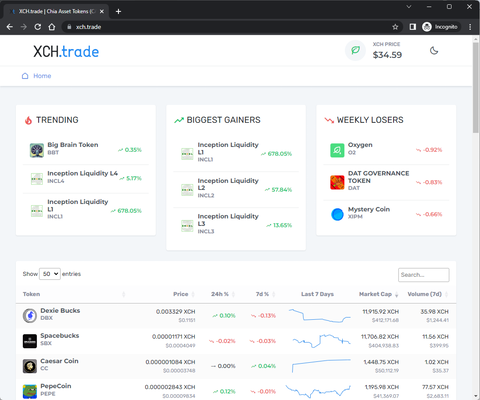 XCH.trade | Chia Asset Tokens (C
xch.trade
Incognito
XCH.trade
XCH PRICE
$34.59
Home
TRENDING
Big Brain Token
BBT
0.35%
Inception Liquidity L4
INCL4
5.17%
Inception Liquidity
L1
INCL1
678.05%
BIGGEST GAINERS
Inception Liquidity
L1
INCL1
678.05%
Inception Liquidity
L2
INCL2
57.84%
Inception Liquidity
L3
INCL3
13.65%
WEEKLY LOSERS
Oxygen
O2
-0.92%
DAT GOVERNANCE
TOKEN
DAT
-0.83%
Mystery Coin
XIPM
-0.66%
Show 50 entries
Search...
Token Price 24h % 7d % Last 7 Days Market Cap Volume (7d)
Dexie Bucks 0.003329 XCH 0.10% -0.13% 11,915.92 XCH 35.98 XCH
DBX $0.1151 $412,171.68 $1,244.41
Spacebucks 0.00001171 XCH -0.02% -0.03% 11,706.82 XCH 11.56 XCH
SBX $0.0004049 $404,938.83 $399.95
Caesar Coin 0.000001084 XCH 0.00% 0.04% 1,448.75 XCH 1.02 XCH
CC $0.00003748 $50,112.19 $35.37
PepeCoin 0.000002843 XCH 0.12% -0.01% 1,195.98 XCH 77.57 XCH
PEPE $0.00009834 $41,369.07 $2,683.11